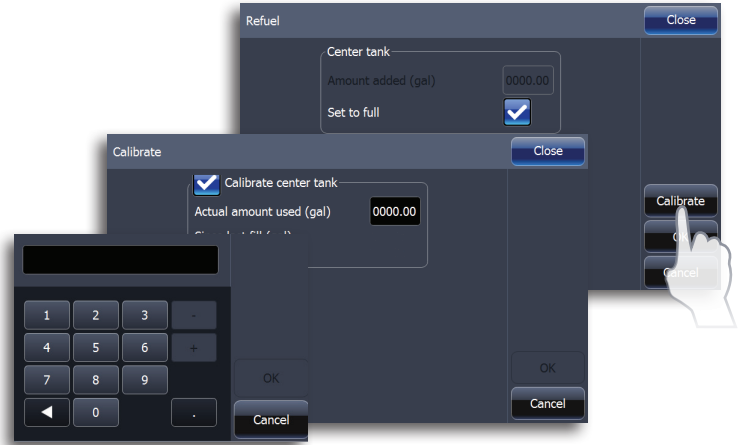 Refuel
Close
Center tank
Amount added (gal)
0000.00
Set to full
Calibrate
OK
Cancel
Calibrate
Close
Calibrate center tank
Actual amount used (gal)
0000.00
OK
Cancel
1 2 3 -
4 5 6 +
7 8 9
0 .
OK
Cancel